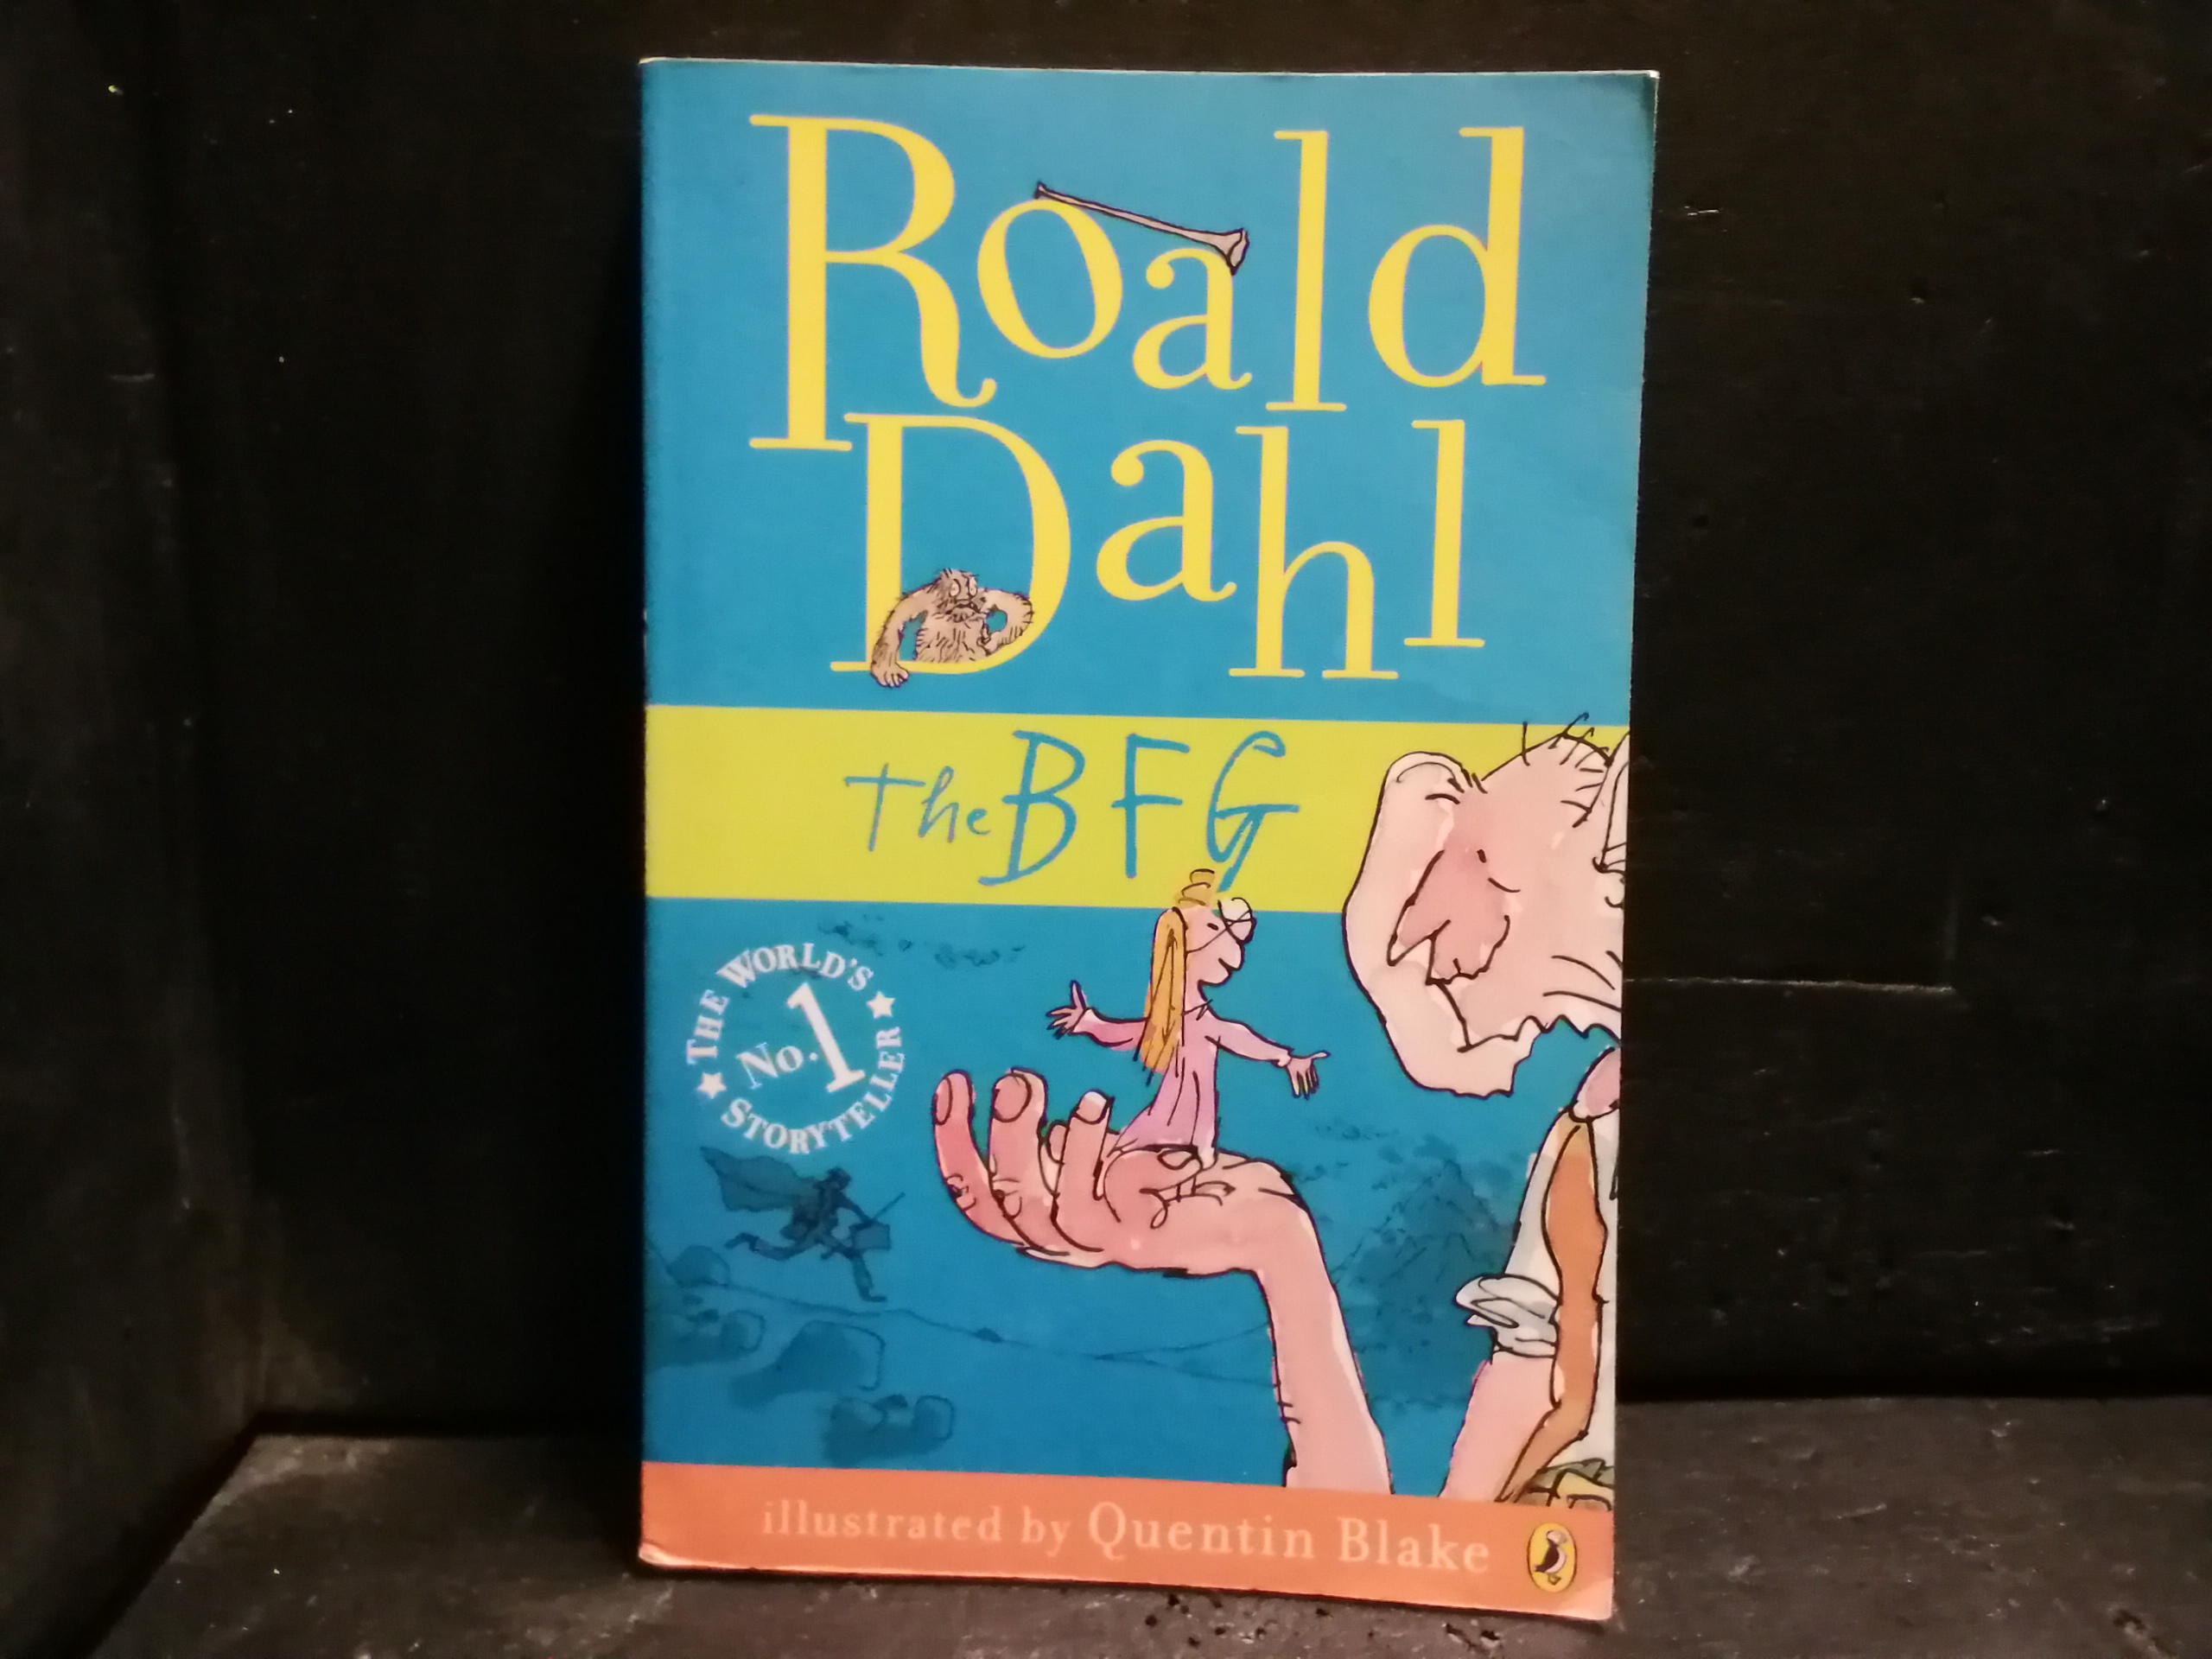 Roald
Dahl
the BFG
THE WORLD'S
No.1
STORYTELLER
illustrated by Quentin Blake